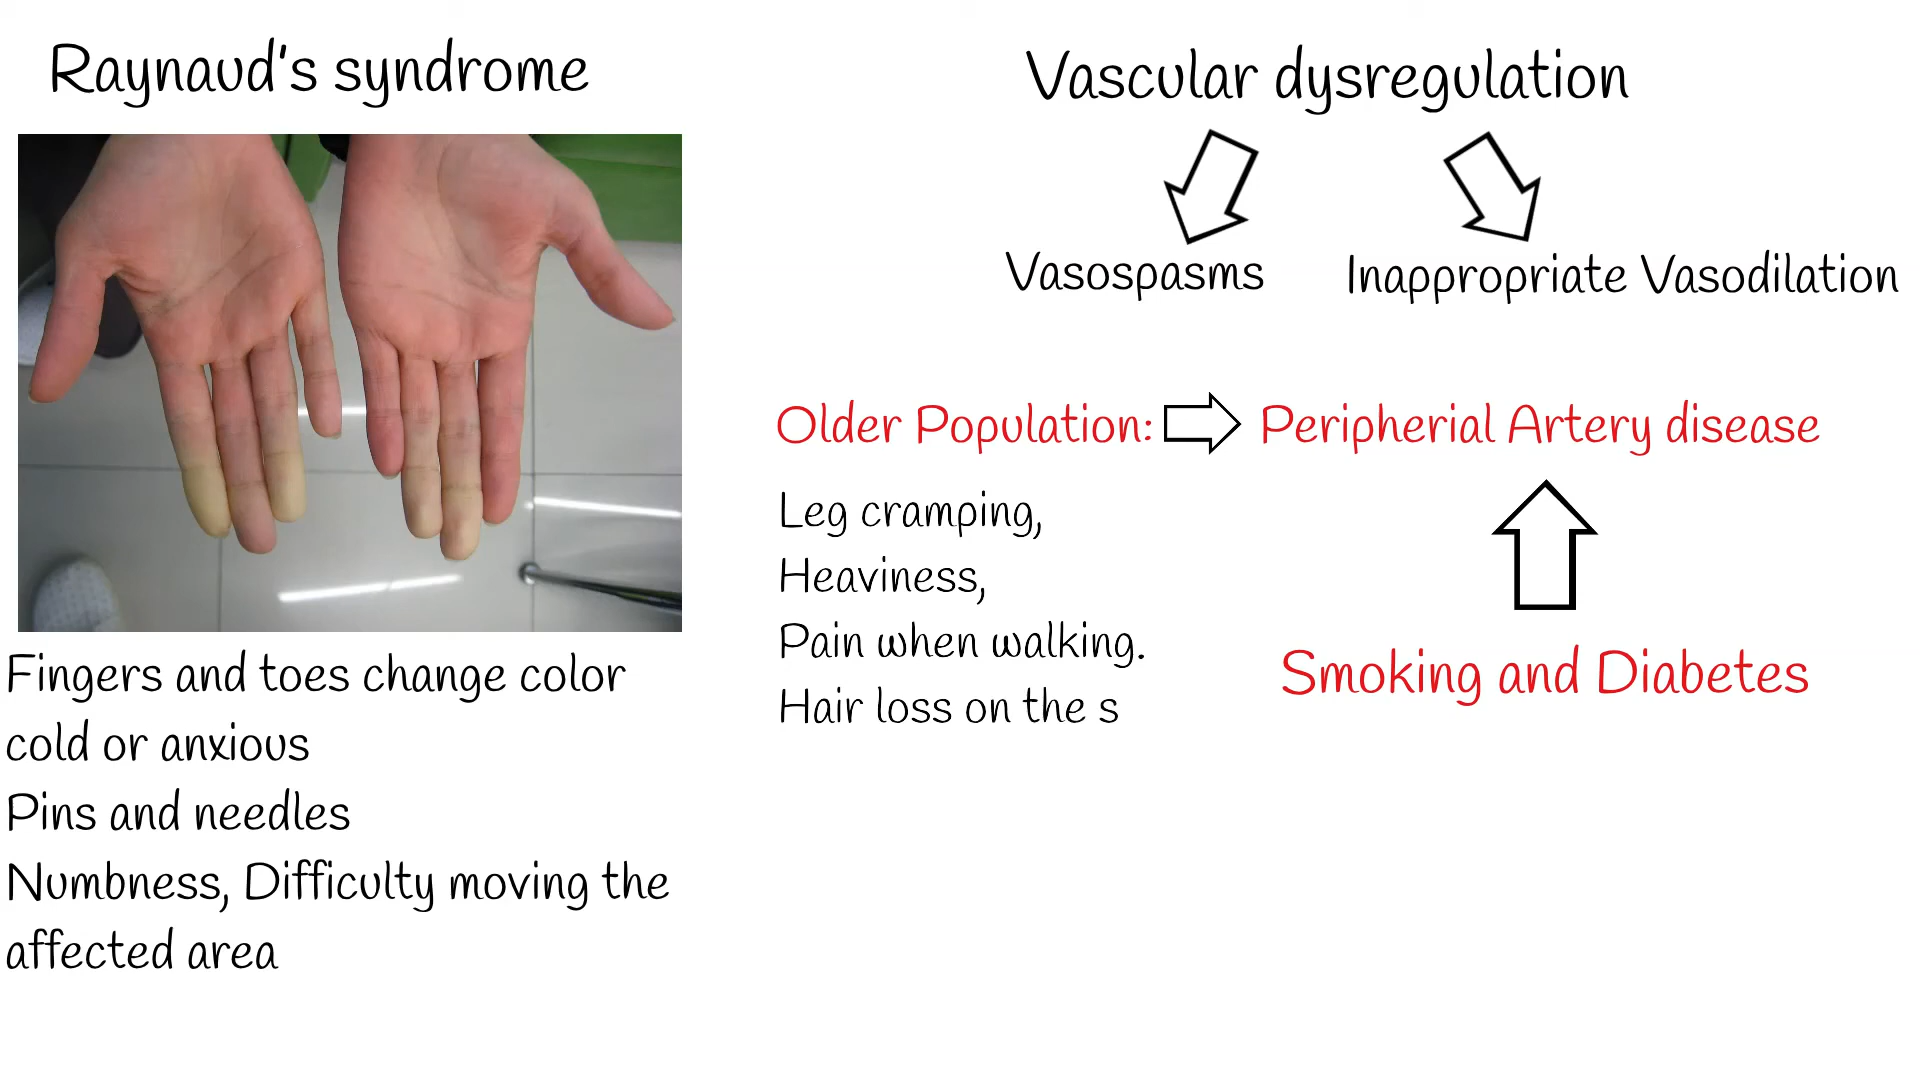 Raynaud's syndrome
Fingers and toes change color
cold or anxious
Pins and needles
Numbness, Difficulty moving the
affected area
Vascular dysregulation
Vasospasms
Inappropriate Vasodilation
Older Population:
Peripherial Artery disease
Leg cramping,
Heaviness,
Pain when walking.
Hair loss on the s
Smoking and Diabetes